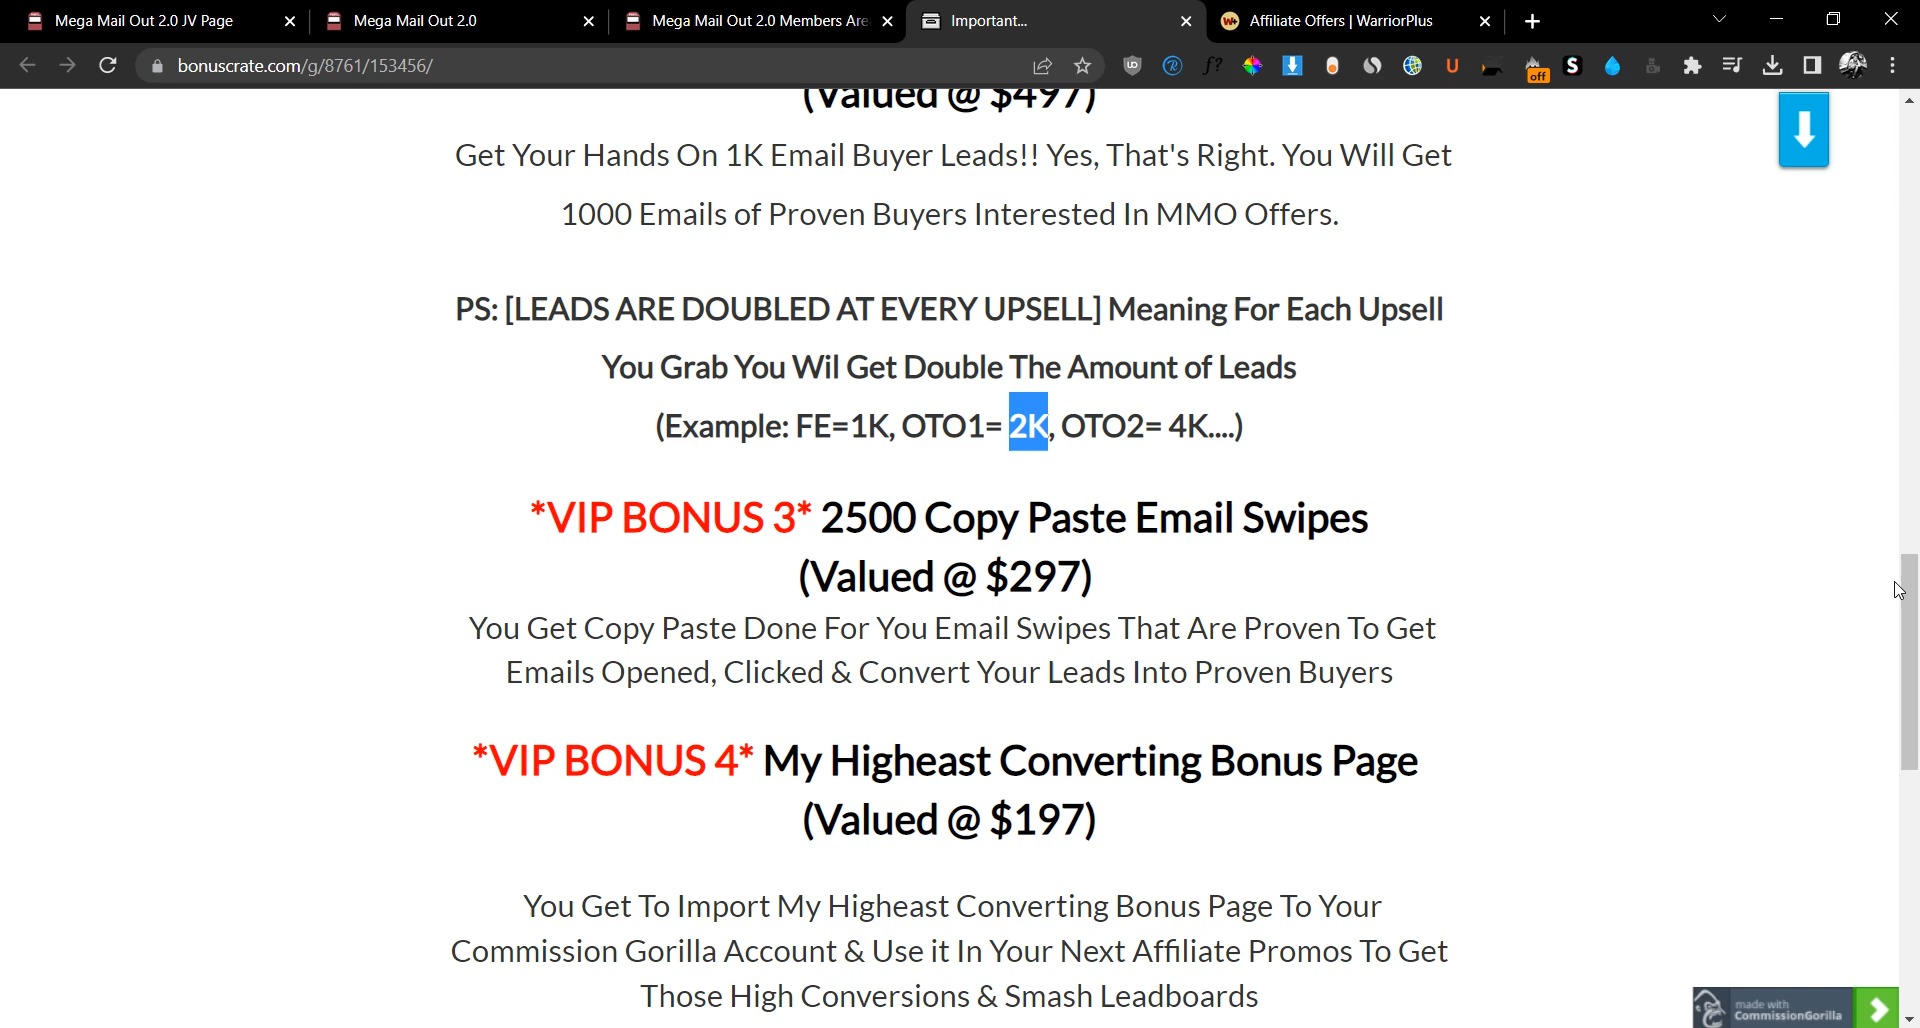 Mega Mail Out 2.0 JV Page
Mega Mail Out 2.0
Mega Mail Out 2.0 Members Are
Important...
W+
Affiliate Offers | WarriorPlus
bonuscrate.com/g/8761/153456/
off
(Valued @ $497)
Get Your Hands On 1K Email Buyer Leads!! Yes, That's Right. You Will Get
1000 Emails of Proven Buyers Interested In MMO Offers.
PS: [LEADS ARE DOUBLED AT EVERY UPSELL] Meaning For Each Upsell
You Grab You Wil Get Double The Amount of Leads
(Example: FE=1K, OTO1= 2K, OTO2= 4K....)
*VIP BONUS 3* 2500 Copy Paste Email Swipes
(Valued @ $297)
You Get Copy Paste Done For You Email Swipes That Are Proven To Get
Emails Opened, Clicked & Convert Your Leads Into Proven Buyers
*VIP BONUS 4* My Higheast Converting Bonus Page
(Valued @ $197)
You Get To Import My Higheast Converting Bonus Page To Your
Commission Gorilla Account & Use it In Your Next Affiliate Promos To Get
Those High Conversions & Smash Leadboards
made with
CommissionGorilla